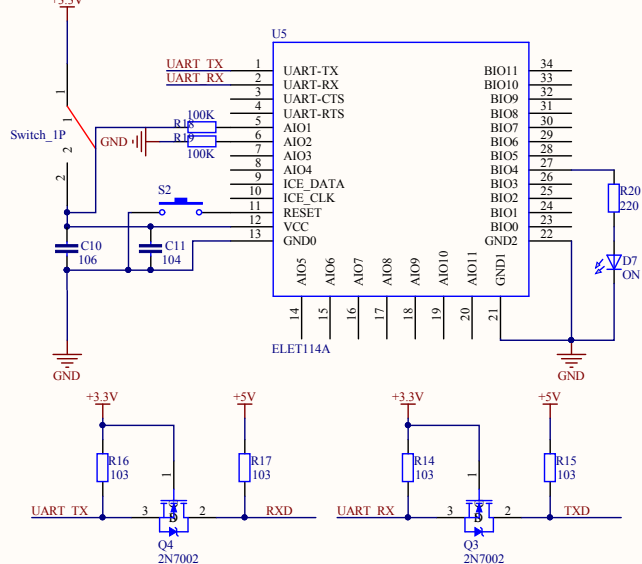 +3.3V
U5
UART_TX 1 UART-TX BIO11 34
UART_RX 2 UART-RX BIO10 33
3 UART-CTS BIO9 32
4 UART-RTS BIO8 31
1 1 R18 100K 5 AIO1 BIO7 30
Switch_1P 2 GND R19 100K 6 AIO2 BIO6 29
7 AIO3 BIO5 28
2 8 AIO4 BIO4 27
9 ICE_DATA BIO3 26 R20
S2 10 ICE_CLK BIO2 25 220
11 RESET BIO1 24
12 VCC BIO0 23
C10 C11 13 GND0 GND2 22
106 104 D7
AIO5 AIO6 AIO7 AIO8 AIO9 AIO10 AIO11 GND1 ON
14 15 16 17 18 19 20 21
ELET114A
GND GND
+3.3V +5V +3.3V +5V
R16 R17 R14 R15
103 1 103 103 1 103
UART_TX 3 2 RXD UART_RX 3 2 TXD
Q4 Q3
2N7002 2N7002